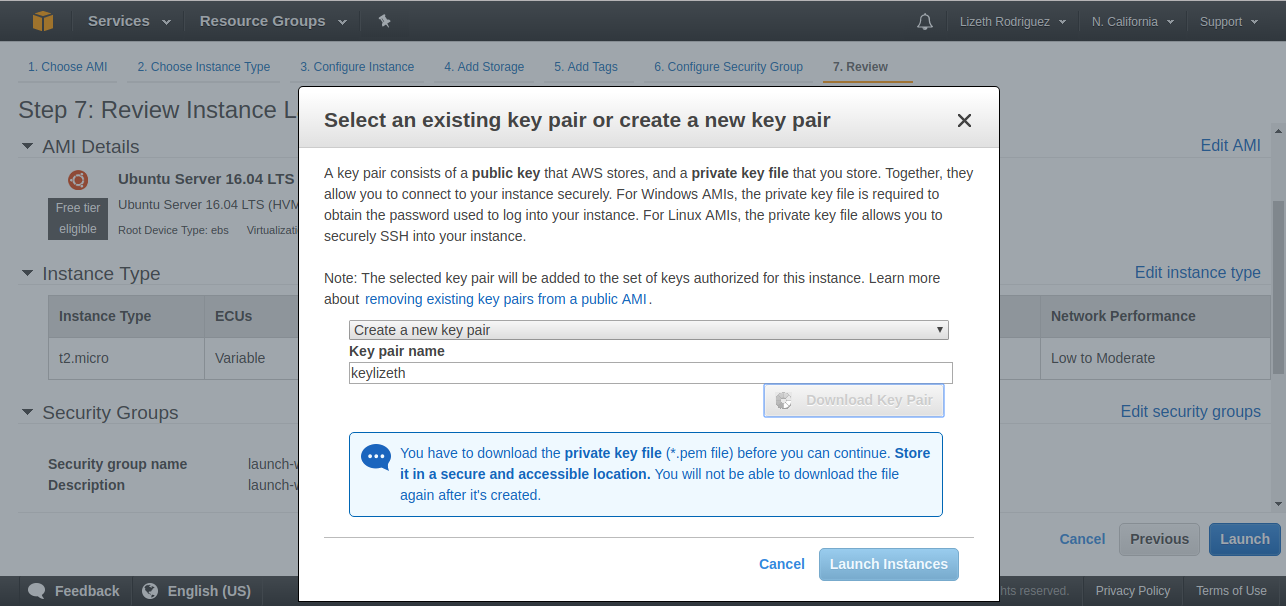 Services Resource Groups Lizeth Rodriguez N. California Support
1. Choose AMI 2. Choose Instance Type 3. Configure Instance 4. Add Storage 5. Add Tags 6. Configure Security Group 7. Review
Step 7: Review Instance L
AMI Details Edit AMI
Ubuntu Server 16.04 LTS
Free tier eligible
Ubuntu Server 16.04 LTS (HVM
Root Device Type: ebs Virtualizati
Instance Type Edit instance type
Instance Type ECUs Network Performance
t2.micro Variable Low to Moderate
Security Groups Edit security groups
Security group name launch-w
Description launch-w
Cancel Previous Launch
Select an existing key pair or create a new key pair
A key pair consists of a public key that AWS stores, and a private key file that you store. Together, they
allow you to connect to your instance securely. For Windows AMIs, the private key file is required to
obtain the password used to log into your instance. For Linux AMIs, the private key file allows you to
securely SSH into your instance.
Note: The selected key pair will be added to the set of keys authorized for this instance. Learn more
about removing existing key pairs from a public AMI.
Create a new key pair
Key pair name
keylizeth
Download Key Pair
You have to download the private key file (*.pem file) before you can continue. Store
it in a secure and accessible location. You will not be able to download the file
again after it's created.
Cancel Launch Instances
Feedback English (US) hts reserved. Privacy Policy Terms of Use